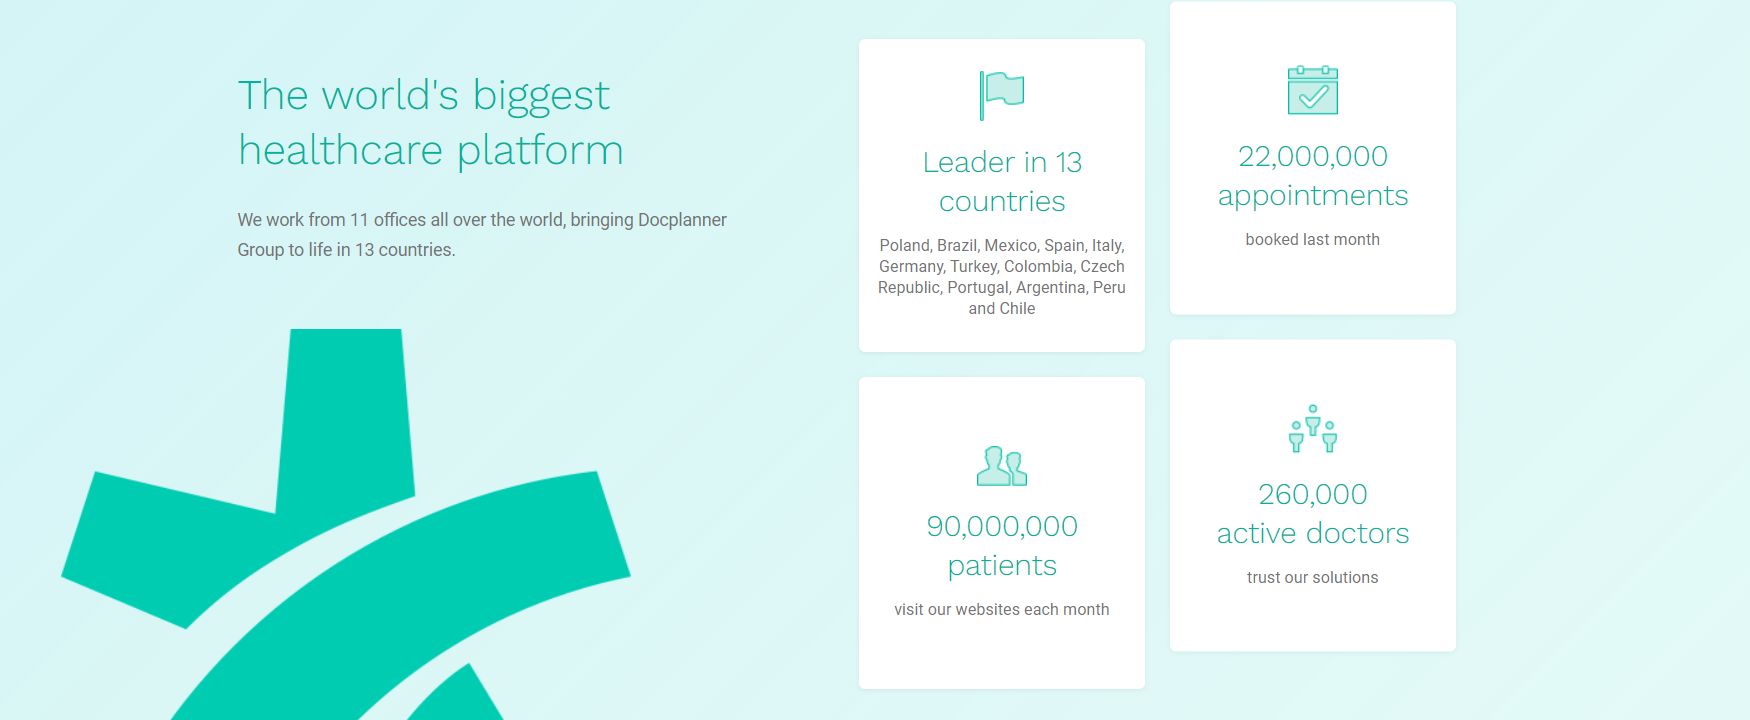 The world's biggest
healthcare platform
We work from 11 offices all over the world, bringing Docplanner
Group to life in 13 countries.
Leader in 13
countries
Poland, Brazil, Mexico, Spain, Italy,
Germany, Turkey, Colombia, Czech
Republic, Portugal, Argentina, Peru
and Chile
22,000,000
appointments
booked last month
90,000,000
patients
visit our websites each month
260,000
active doctors
trust our solutions